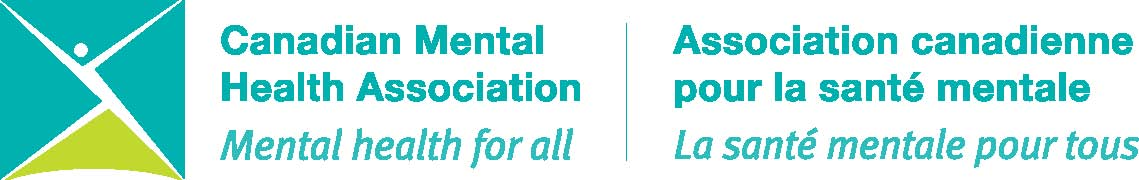 Canadian Mental
Health Association
Mental health for all
Association canadienne
pour la santé mentale
La santé mentale pour tous